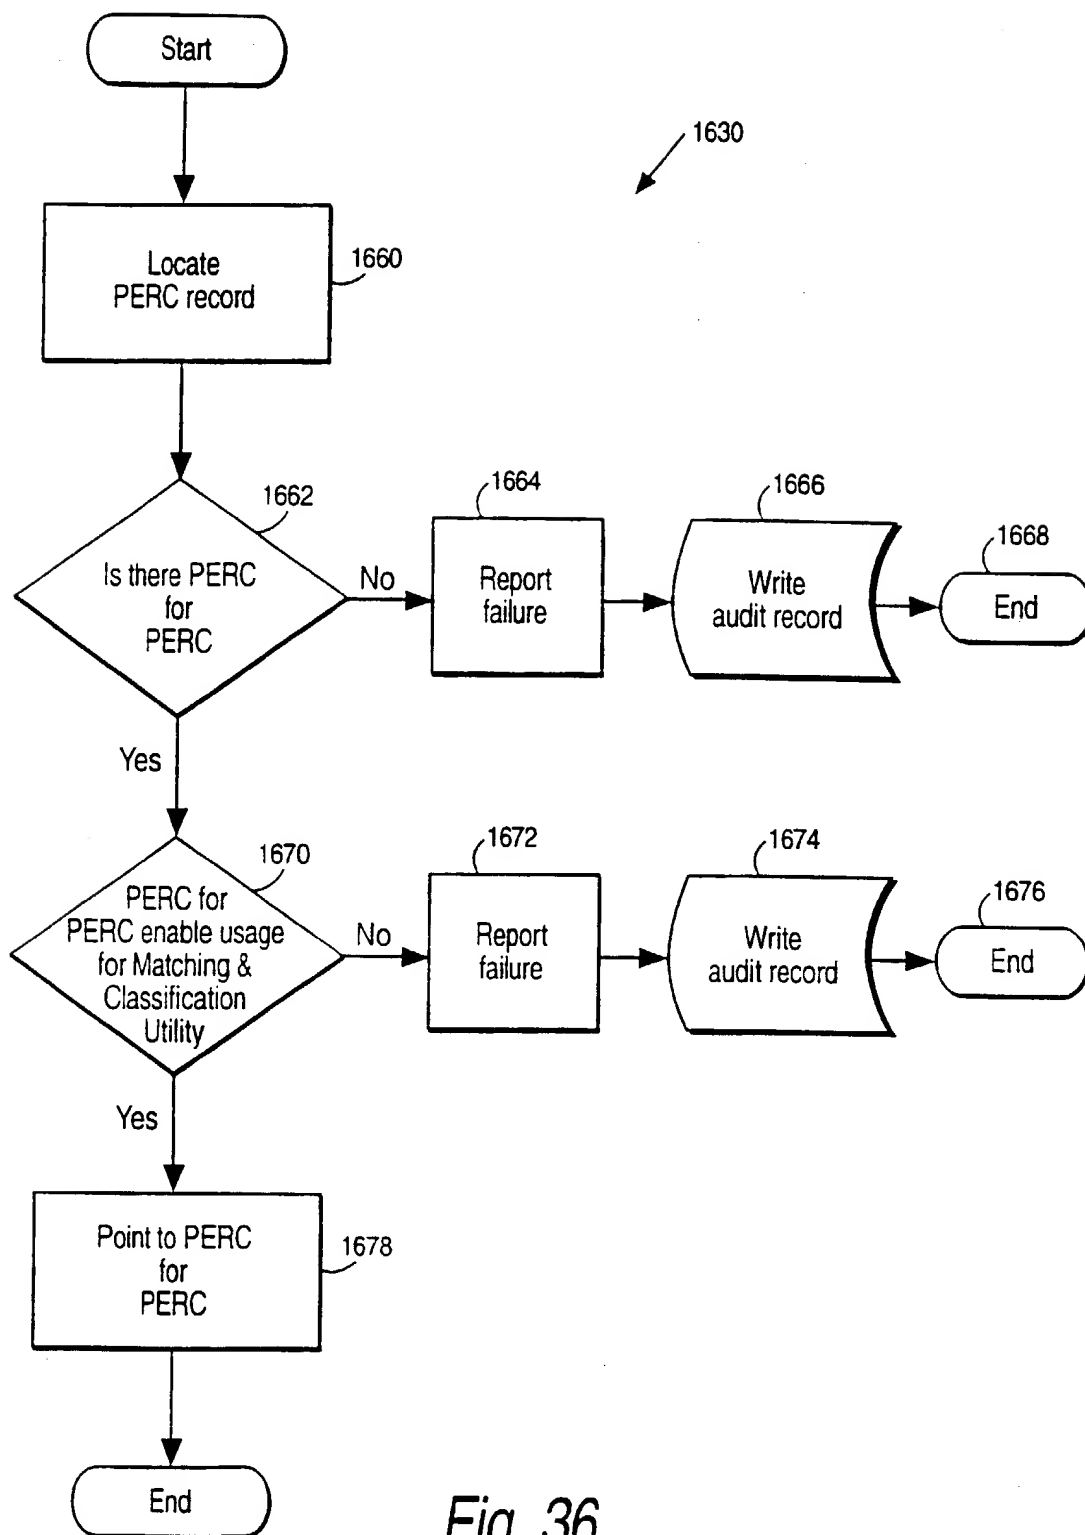 Start
1630
Locate
PERC record
1660
1662
Is there PERC
for
PERC
No
1664
Report
failure
1666
Write
audit record
1668
End
Yes
1670
PERC for
PERC enable usage
for Matching &
Classification
Utility
No
1672
Report
failure
1674
Write
audit record
1676
End
Yes
Point to PERC
for
PERC
1678
End
Fig. 36